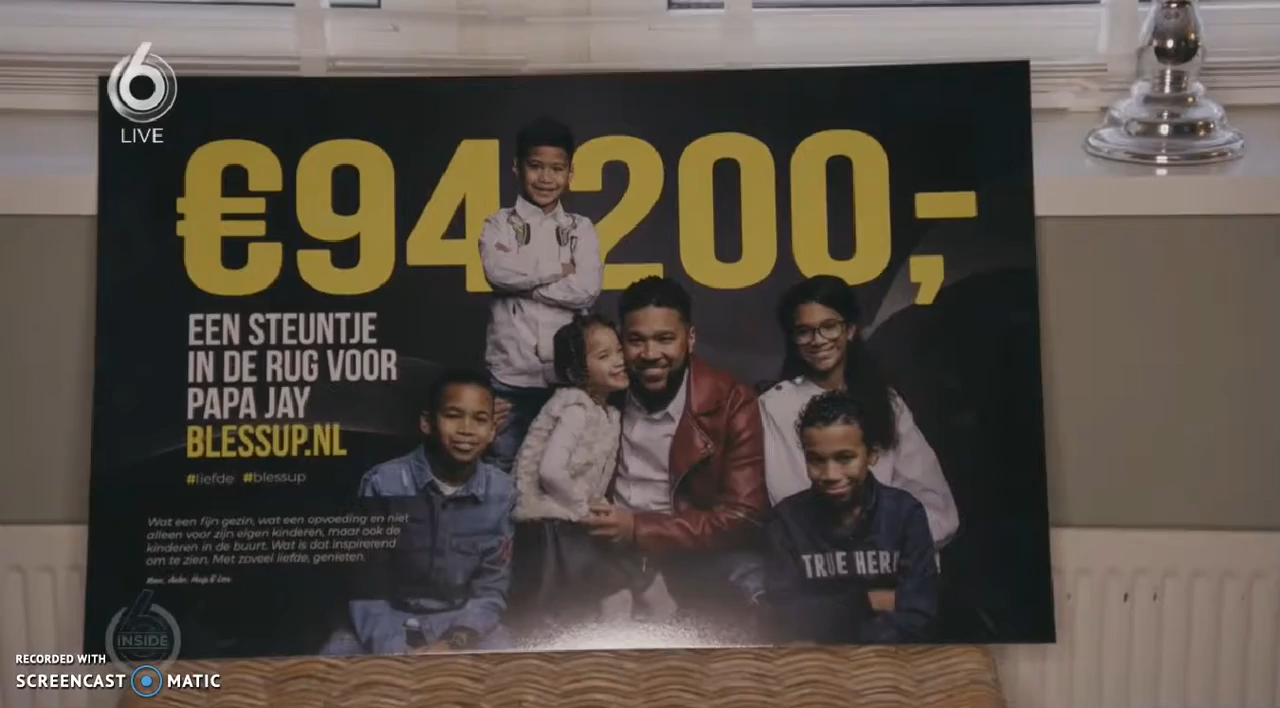 6
LIVE
€94.200,-
EEN STEUNTJE
IN DE RUG VOOR
PAPA JAY
BLESSUP.NL
#liefde #blessup
Wat een fijn gezin, wat een opvoeding en niet
alleen voor zijn eigen kinderen, maar ook de
kinderen in de buurt. Wat is dat inspirerend
om te zien. Met zoveel liefde, genieten.
TRUE HER
6
INSIDE
RECORDED WITH
SCREENCAST MATIC